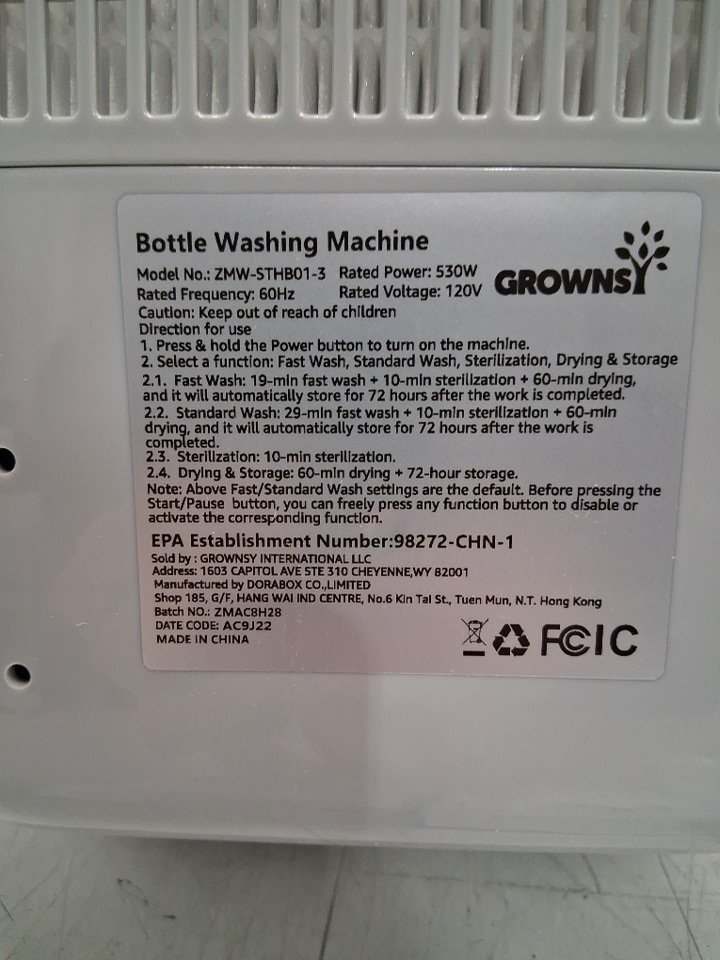 Bottle Washing Machine
Model No.: ZMW-STHB01-3 Rated Power: 530W
Rated Frequency: 60Hz Rated Voltage: 120V
GROWNSY
Caution: Keep out of reach of children
Direction for use
1. Press & hold the Power button to turn on the machine.
2. Select a function: Fast Wash, Standard Wash, Sterilization, Drying & Storage
2.1. Fast Wash: 19-min fast wash + 10-min sterilization + 60-min drying,
and it will automatically store for 72 hours after the work is completed.
2.2. Standard Wash: 29-min fast wash + 10-min sterilization + 60-min
drying, and it will automatically store for 72 hours after the work is
completed.
2.3. Sterilization: 10-min sterilization.
2.4. Drying & Storage: 60-min drying + 72-hour storage.
Note: Above Fast/Standard Wash settings are the default. Before pressing the
Start/Pause button, you can freely press any function button to disable or
activate the corresponding function.
EPA Establishment Number:98272-CHN-1
Sold by : GROWNSY INTERNATIONAL LLC
Address: 1603 CAPITOL AVE STE 310 CHEYENNE,WY 82001
Manufactured by DORABOX CO.,LIMITED
Shop 185, G/F, HANG WAI IND CENTRE, No.6 Kin Tai St., Tuen Mun, N.T. Hong Kong
Batch NO.: ZMAC8H28
DATE CODE: AC9J22
MADE IN CHINA
FC IC